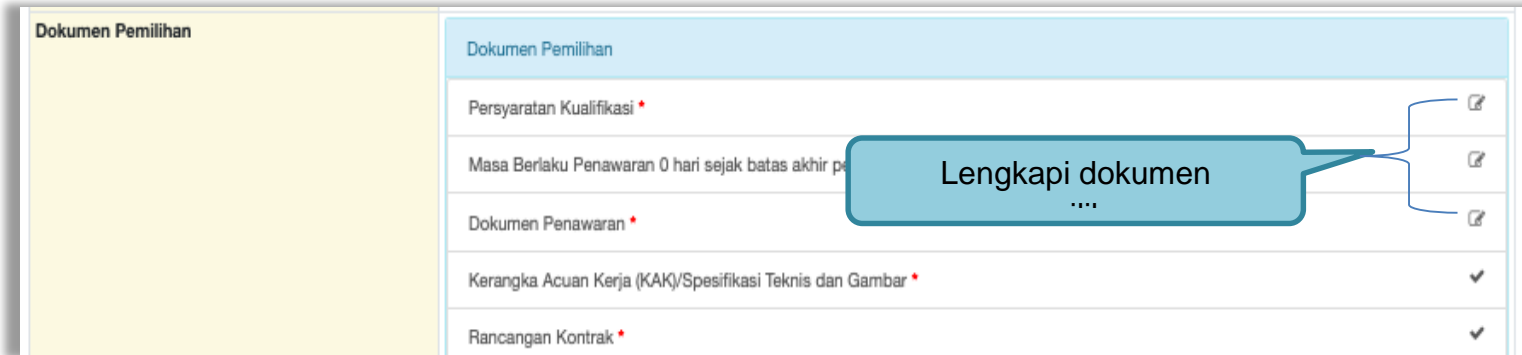 Dokumen Pemilihan
Dokumen Pemilihan
Persyaratan Kualifikasi *
Masa Berlaku Penawaran 0 hari sejak batas akhir
Lengkapi dokumen
Dokumen Penawaran *
Kerangka Acuan Kerja (KAK)/Spesifikasi Teknis dan Gambar *
Rancangan Kontrak *